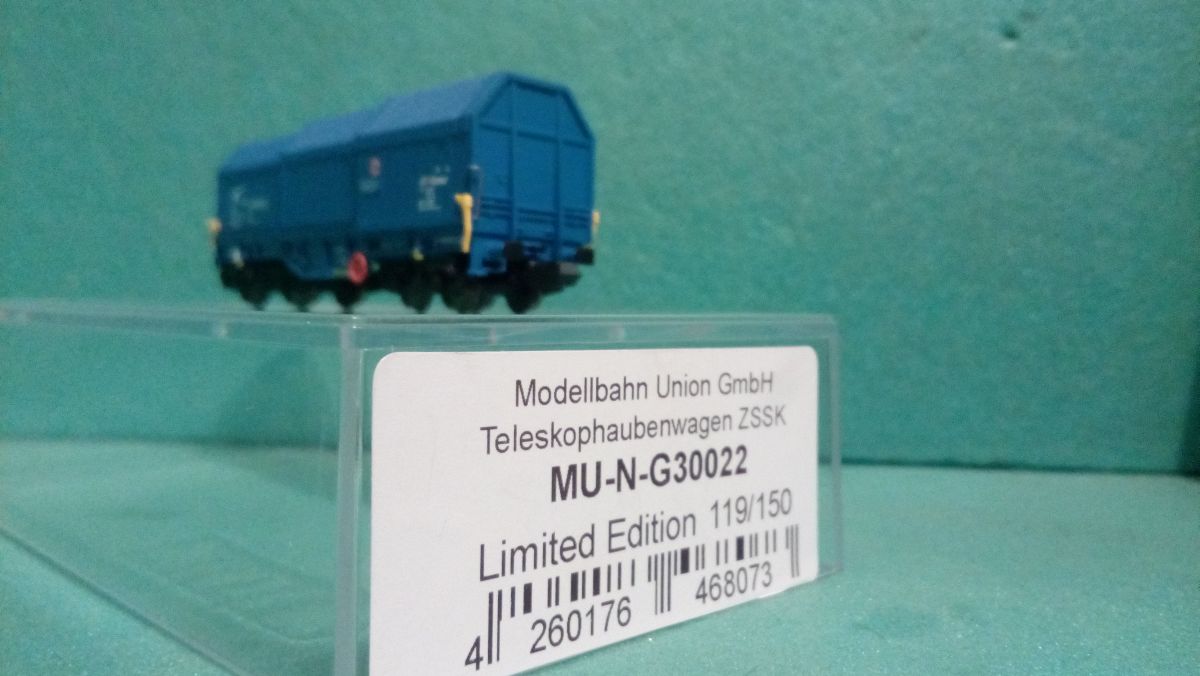 Modellbahn Union GmbH
Teleskophaubenwagen ZSSK
MU-N-G30022
Limited Edition 119/150
4 260176 468073